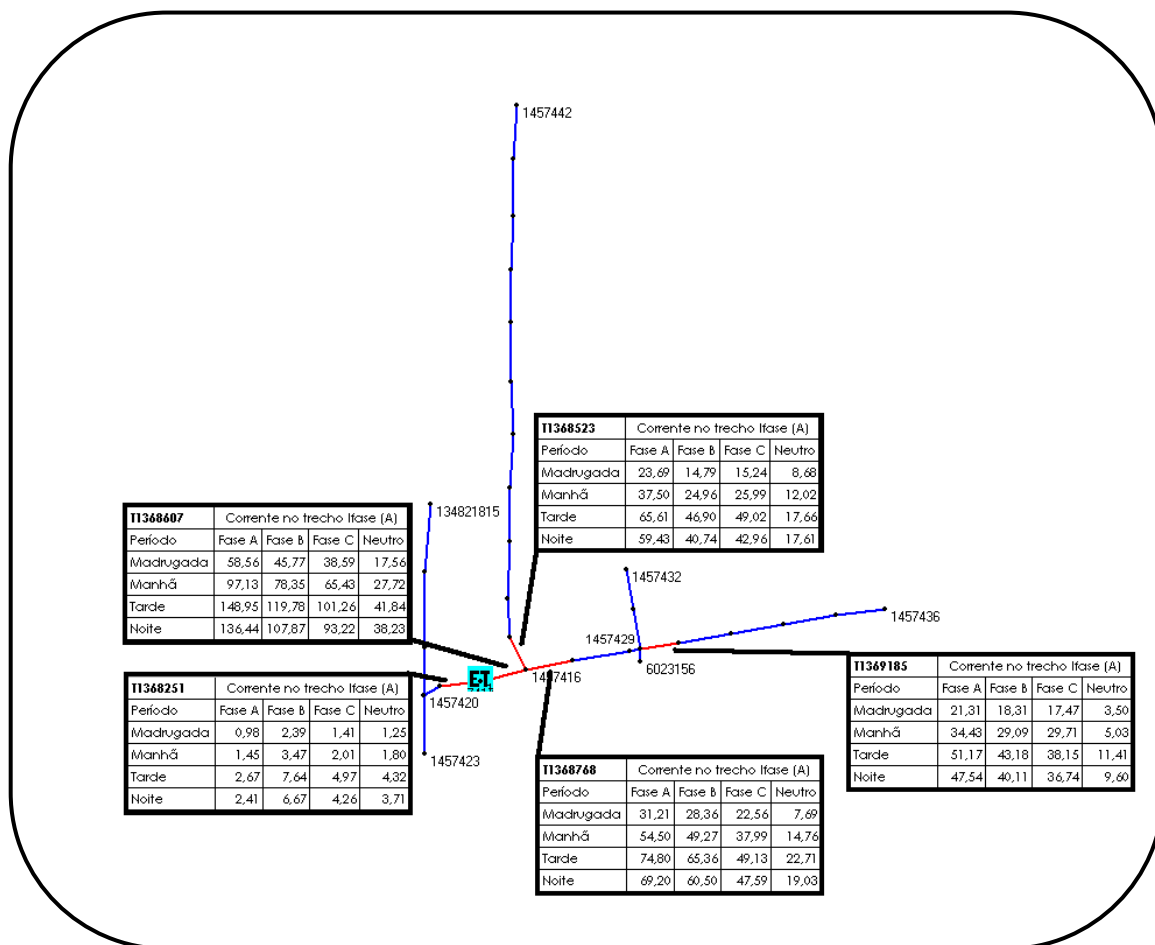 1457442
T1368523 Corrente no trecho Ifase (A)
Período Fase A Fase B Fase C Neutro
Madrugada 23,69 14,79 15,24 8,68
Manhã 37,50 24,96 25,99 12,02
Tarde 65,61 46,90 49,02 17,66
Noite 59,43 40,74 42,96 17,61
134821815
T1368607 Corrente no trecho Ifase (A)
Período Fase A Fase B Fase C Neutro
Madrugada 58,56 45,77 38,59 17,56
Manhã 97,13 78,35 65,43 27,72
Tarde 148,95 119,78 101,26 41,84
Noite 136,44 107,87 93,22 38,23
1457432
1457436
1457429
6023156
1457416
ET
T1368251 Corrente no trecho Ifase (A)
Período Fase A Fase B Fase C Neutro
Madrugada 0,98 2,39 1,41 1,25
Manhã 1,45 3,47 2,01 1,80
Tarde 2,67 7,64 4,97 4,32
Noite 2,41 6,67 4,26 3,71
1457420
1457423
T1369185 Corrente no trecho Ifase (A)
Período Fase A Fase B Fase C Neutro
Madrugada 21,31 18,31 17,47 3,50
Manhã 34,43 29,09 29,71 5,03
Tarde 51,17 43,18 38,15 11,41
Noite 47,54 40,11 36,74 9,60
T1368768 Corrente no trecho Ifase (A)
Período Fase A Fase B Fase C Neutro
Madrugada 31,21 28,36 22,56 7,69
Manhã 54,50 49,27 37,99 14,76
Tarde 74,80 65,36 49,13 22,71
Noite 69,20 60,50 47,59 19,03